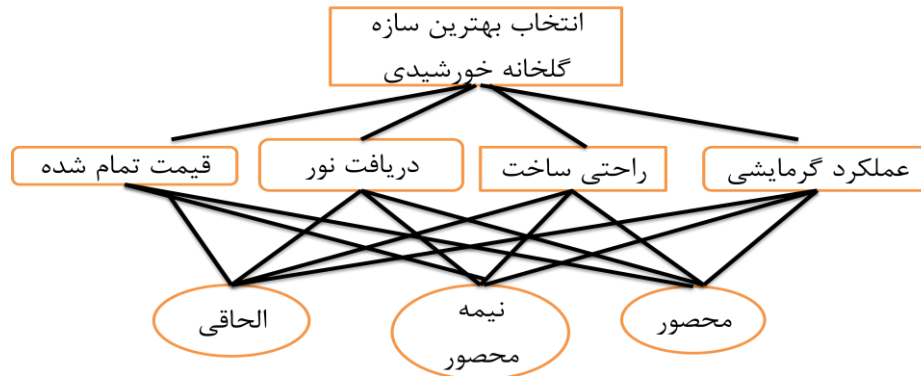 انتخاب بهترین سازه
گلخانه خورشیدی
عملکرد گرمایشی
راحتی ساخت
دریافت نور
قیمت تمام شده
محصور
نیمه
محصور
الحاقی